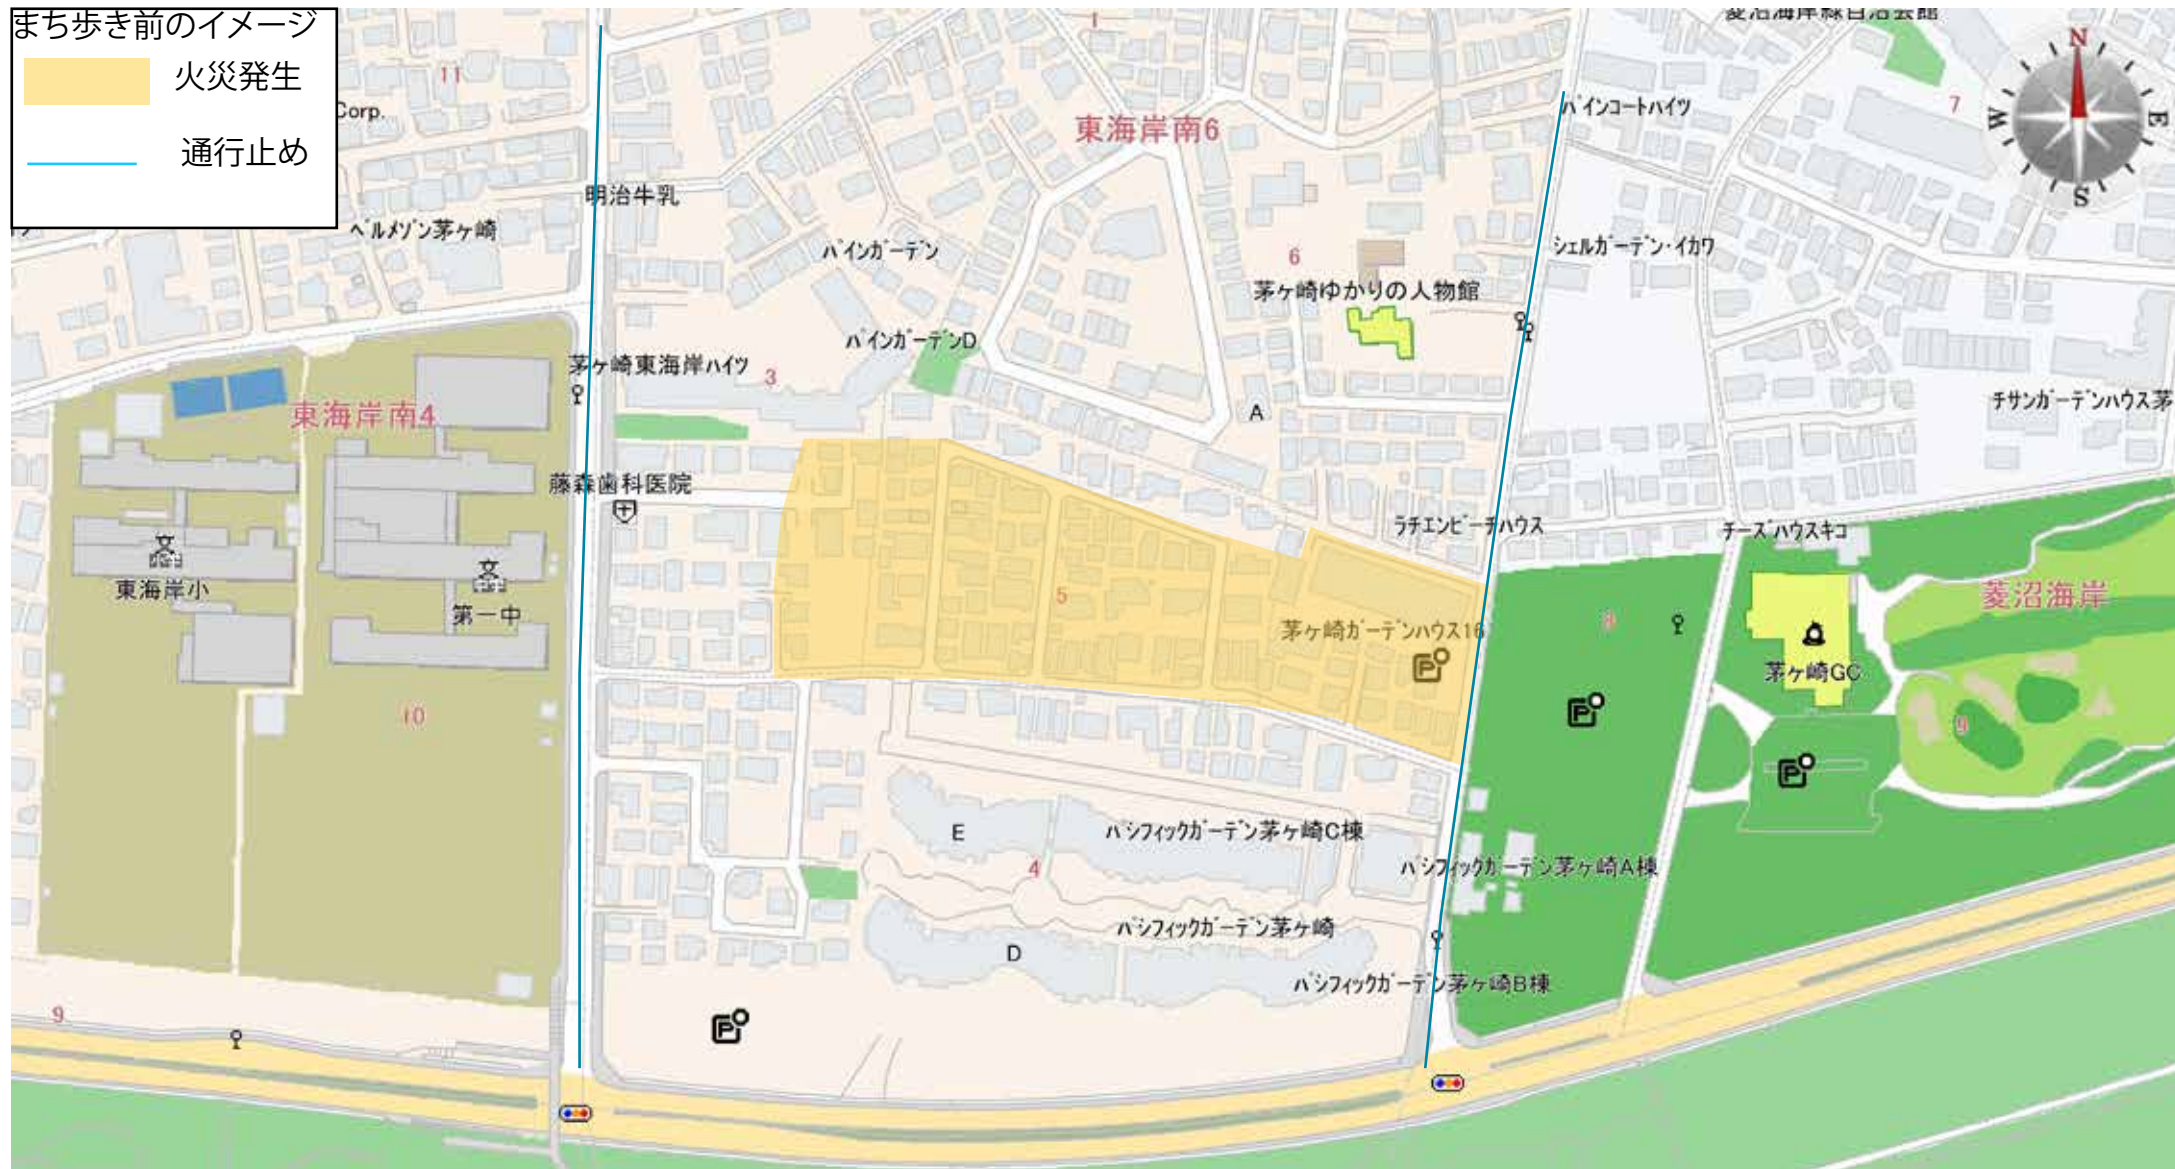 まち歩き前のイメージ
火災発生
通行止め
1
菱沼海岸緑自治会館
N
W
E
S
11
Corp.
東海岸南6
パインコートハイツ
7
明治牛乳
ベルメゾン茅ヶ崎
パインガーデン
6
シェルガーデン・イカワ
茅ヶ崎ゆかりの人物館
パインガーデンD
茅ヶ崎東海岸ハイツ
3
東海岸南4
A
チサンガーデンハウス茅
藤森歯科医院
ラチエンビーチハウス
チーズハウスキコ
東海岸小
第一中
5
菱沼海岸
8
茅ヶ崎ガーデンハウス16
P
茅ヶ崎GC
10
P
9
P
E
パシフィックガーデン茅ヶ崎C棟
4
パシフィックガーデン茅ヶ崎A棟
パシフィックガーデン茅ヶ崎
D
パシフィックガーデン茅ヶ崎B棟
9
P